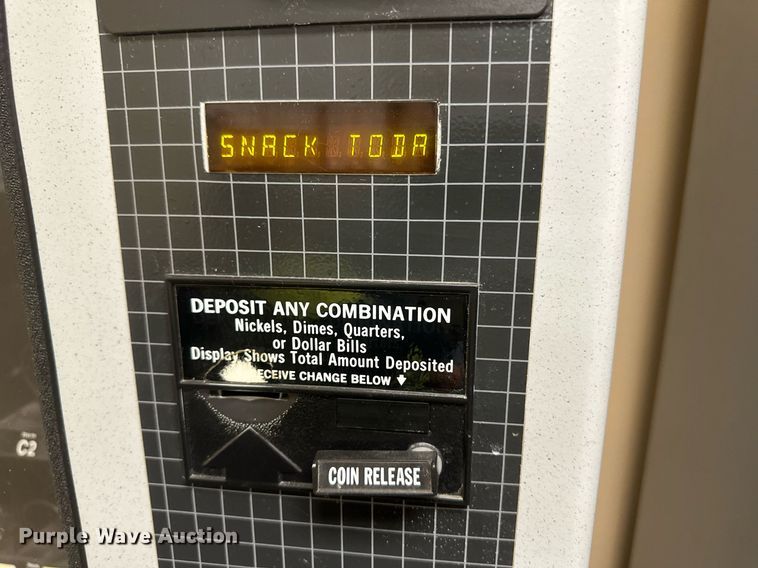 SNACK TODA
DEPOSIT ANY COMBINATION
Nickels, Dimes, Quarters,
or Dollar Bills
Display Shows Total Amount Deposited
RECEIVE CHANGE BELOW
COIN RELEASE
C2
Purple Wave Auction